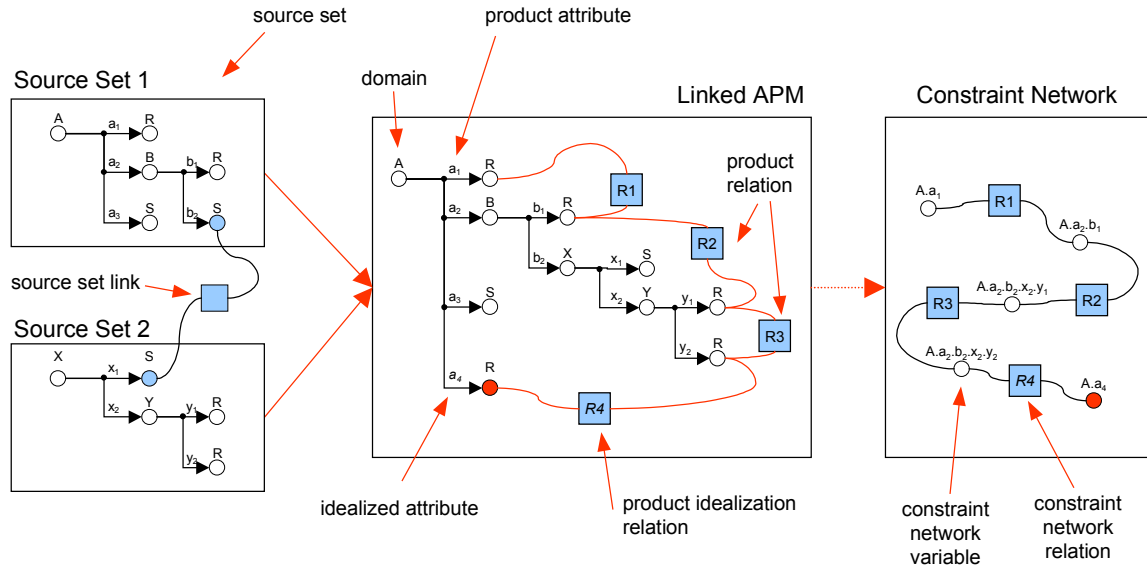 source set
product attribute
domain
Source Set 1
Linked APM
Constraint Network
A
a1
R
a2
B
b1
R
a3
S
b2
S
source set link
Source Set 2
X
x1
S
x2
Y
y1
R
y2
R
A
a1
R
R1
product
relation
a2
B
b1
R
R2
b2
X
x1
S
x2
Y
y1
R
a3
S
R3
y2
R
a4
R
R4
A.a1
R1
A.a2.b1
R3
A.a2.b2.x2.y1
R2
A.a2.b2.x2.y2
R4
A.a4
idealized attribute
product idealization
relation
constraint
network
variable
constraint
network
relation